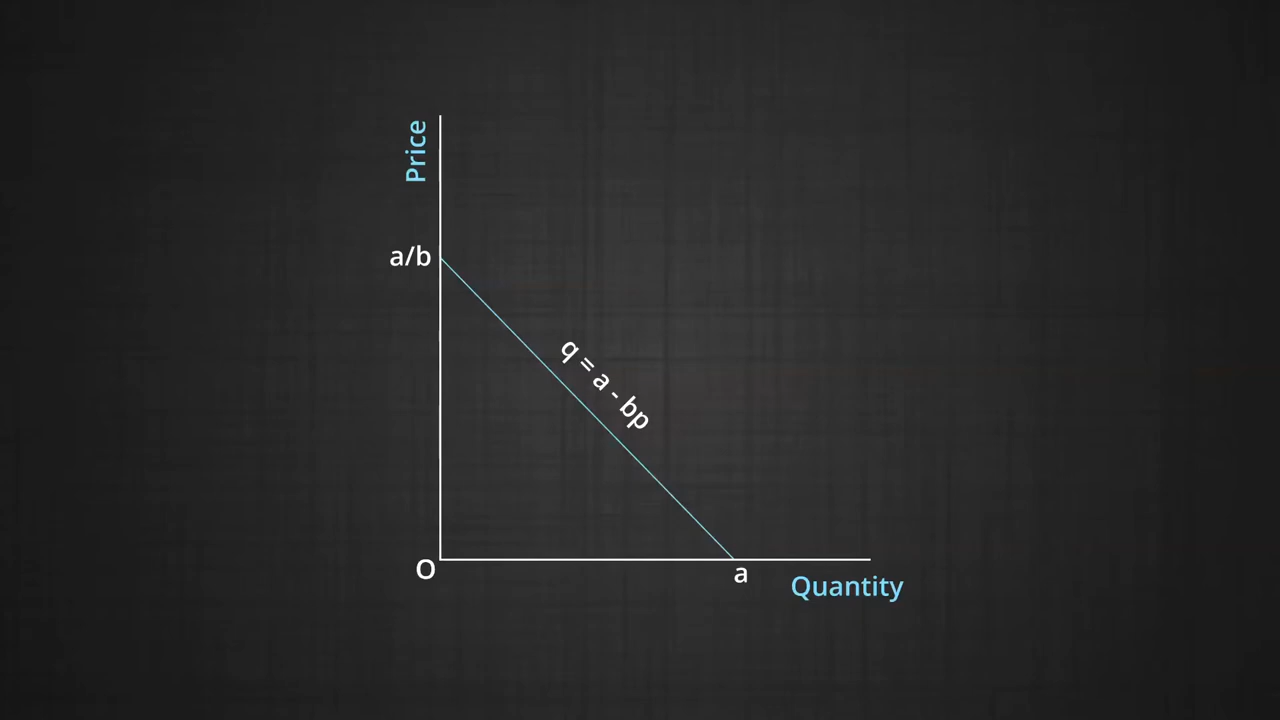 Price
a/b
q = a - bp
O
a
Quantity